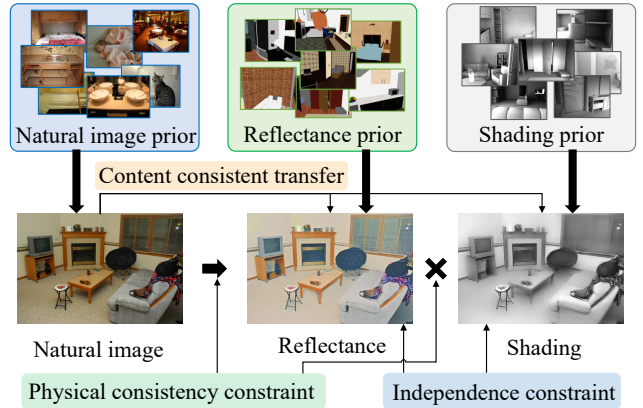 Natural image prior
Reflectance prior
Shading prior
Content consistent transfer
Natural image
Reflectance
Shading
Physical consistency constraint
Independence constraint